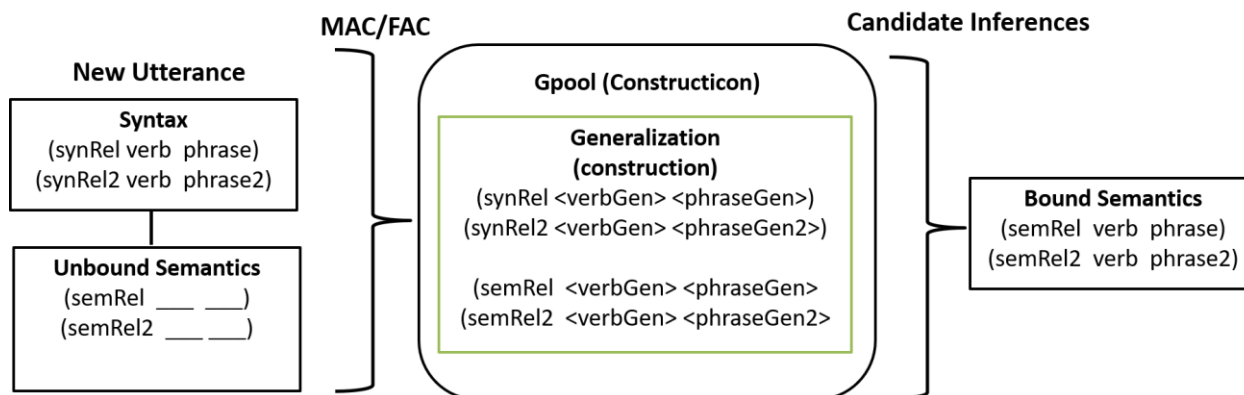 MAC/FAC
Candidate Inferences
New Utterance
Syntax
(synRel verb phrase)
(synRel2 verb phrase2)
Unbound Semantics
(semRel ___ ___)
(semRel2 ___ ___)
Gpool (Constructicon)
Generalization
(construction)
(synRel <verbGen> <phraseGen>)
(synRel2 <verbGen> <phraseGen2>)
(semRel <verbGen> <phraseGen>
(semRel2 <verbGen> <phraseGen2>
Bound Semantics
(semRel verb phrase)
(semRel2 verb phrase2)